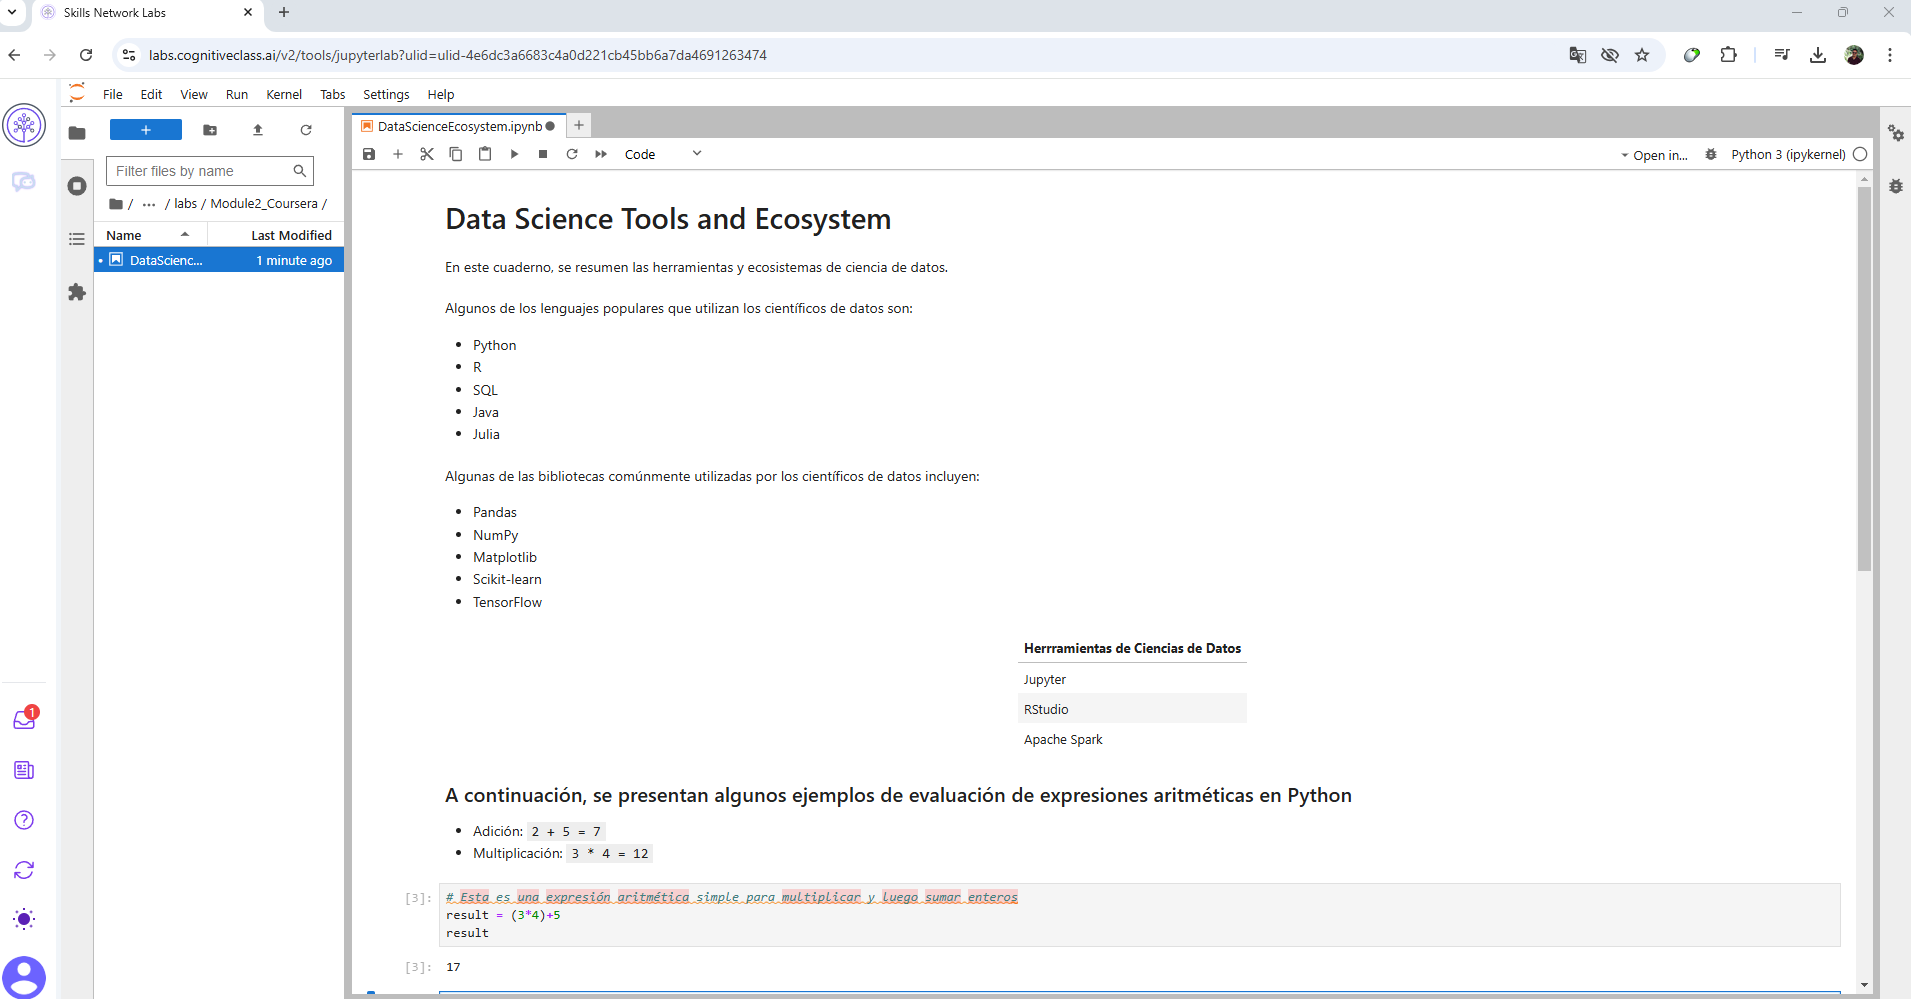 Skills Network Labs
labs.cognitiveclass.ai/v2/tools/jupyterlab?ulid=ulid-4e6dc3a6683c4a0d221cb45bb6a7da4691263474
File Edit View Run Kernel Tabs Settings Help
DataScienceEcosystem.ipynb
Code
Open in...
Python 3 (ipykernel)
Filter files by name
/ ... / labs / Module2_Coursera /
Name Last Modified
DataScienc... 1 minute ago
Data Science Tools and Ecosystem
En este cuaderno, se resumen las herramientas y ecosistemas de ciencia de datos.
Algunos de los lenguajes populares que utilizan los científicos de datos son:
Python
R
SQL
Java
Julia
Algunas de las bibliotecas comúnmente utilizadas por los científicos de datos incluyen:
Pandas
NumPy
Matplotlib
Scikit-learn
TensorFlow
Herrramientas de Ciencias de Datos
Jupyter
RStudio
Apache Spark
A continuación, se presentan algunos ejemplos de evaluación de expresiones aritméticas en Python
Adición: 2 + 5 = 7
Multiplicación: 3 * 4 = 12
[3]: # Esta es una expresión aritmética simple para multiplicar y luego sumar enteros
result = (3*4)+5
result
[3]: 17
1